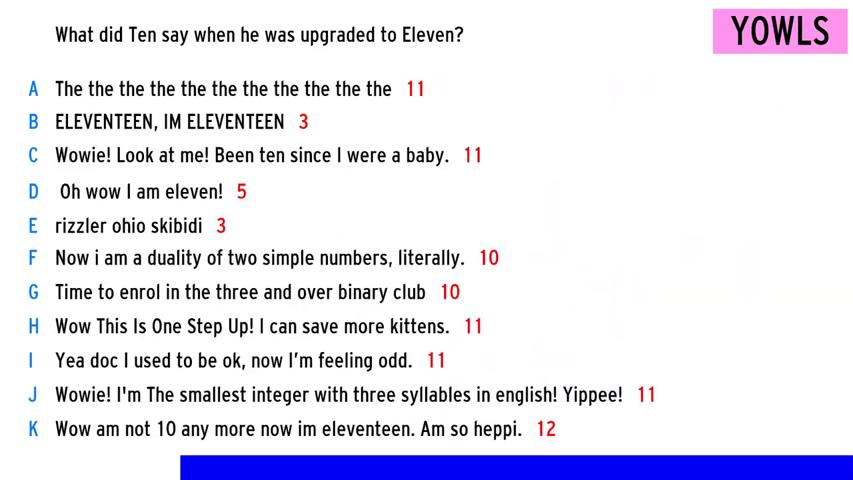 What did Ten say when he was upgraded to Eleven?
YOWLS
A The the the the the the the the the the the 11
B ELEVENTEEN, IM ELEVENTEEN 3
C Wowie! Look at me! Been ten since I were a baby. 11
D Oh wow I am eleven! 5
E rizzler ohio skibidi 3
F Now i am a duality of two simple numbers, literally. 10
G Time to enrol in the three and over binary club 10
H Wow This Is One Step Up! I can save more kittens. 11
I Yea doc I used to be ok, now I'm feeling odd. 11
J Wowie! I'm The smallest integer with three syllables in english! Yippee! 11
K Wow am not 10 any more now im eleventeen. Am so heppi. 12